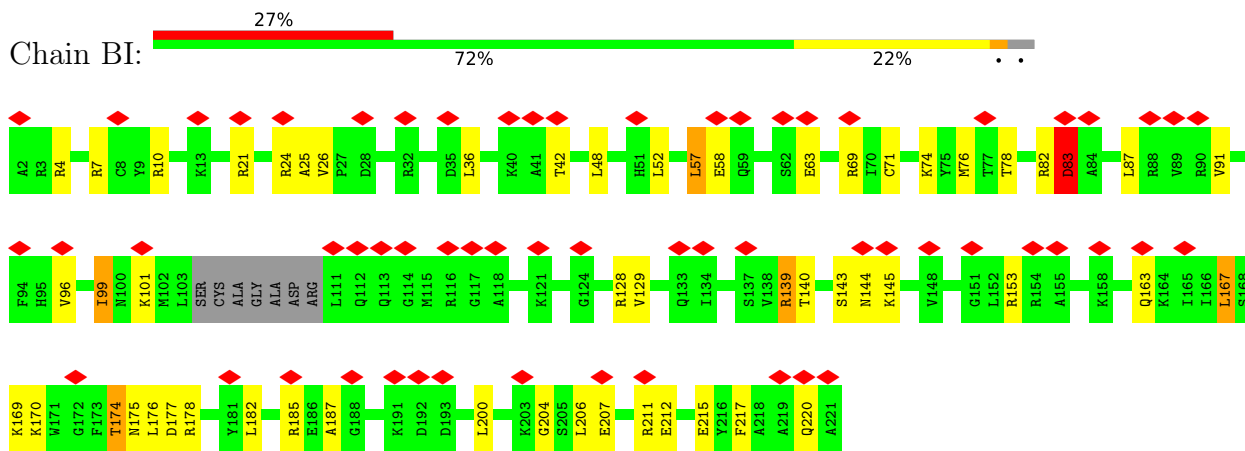 27%
Chain BI:
72% 22% • •
A2 R3 R4 R7 C8 Y9 R10 K13 R21 R24 A25 V26 P27 D28 R32 D35 L36 K40 A41 T42 L48 H51 L52 L57 E58 Q59 S62 E63 R69 I70 C71 K74 Y75 M76 T77 T78 R82 D83 A84 L87 R88 V89 R90 V91
F94 H95 V96 I99 N100 K101 M102 L103 SER CYS ALA GLY ALA ASP ARG L111 Q112 Q113 G114 M115 R116 G117 A118 K121 G124 R128 V129 Q133 I134 S137 V138 R139 T140 S143 N144 K145 V148 G151 L152 R153 R154 A155 K158 Q163 K164 I165 I166 L167 S168
K169 K170 W171 G172 F173 T174 N175 L176 D177 R178 Y181 L182 R185 E186 A187 G188 K191 D192 D193 L200 K203 G204 S205 L206 E207 R211 E212 E215 Y216 F217 A218 A219 Q220 A221